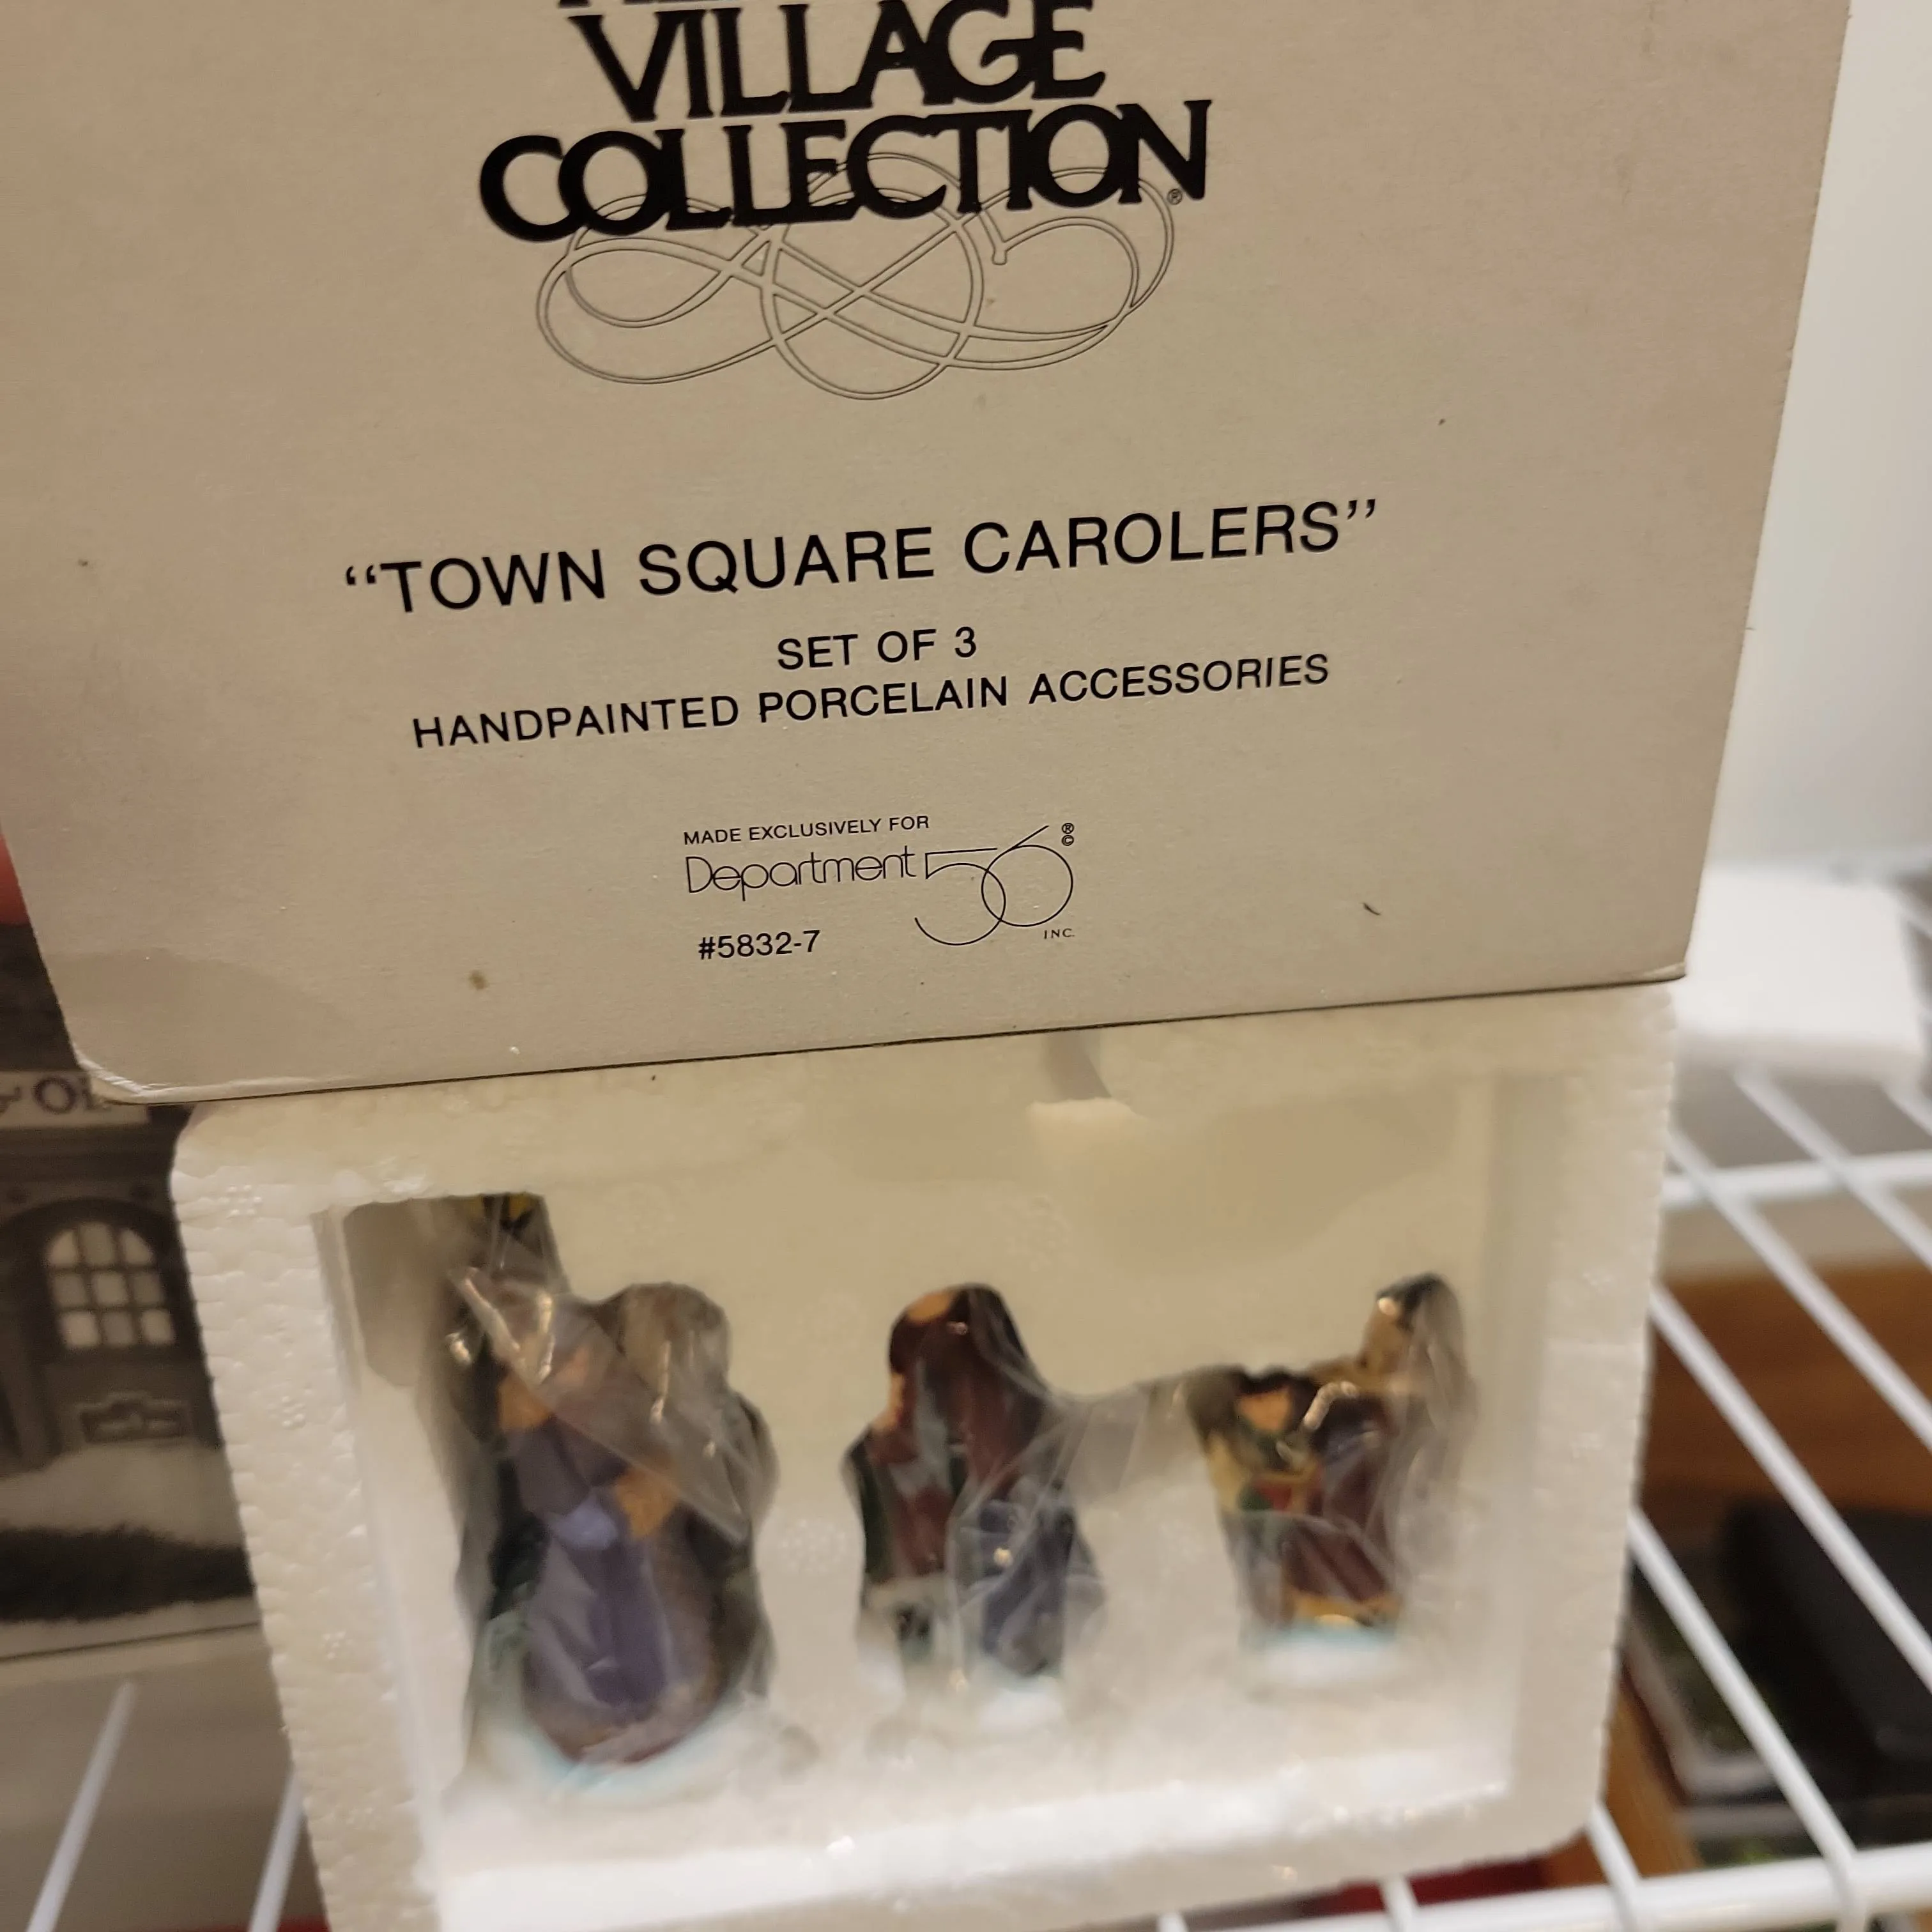 VILLAGE
COLLECTION®
“TOWN SQUARE CAROLERS”
SET OF 3
HANDPAINTED PORCELAIN ACCESSORIES
MADE EXCLUSIVELY FOR
Department 56®©
INC.
#5832-7